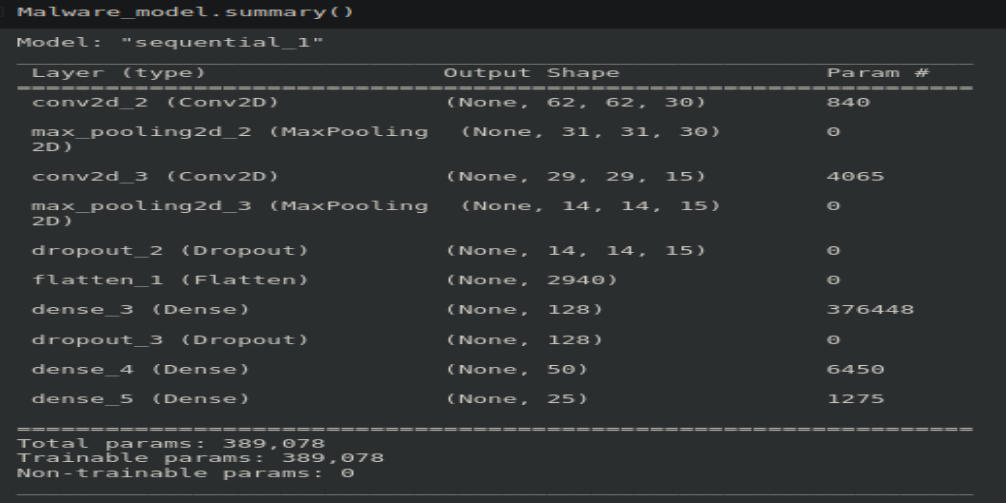 Malware_model.summary()
Model: "sequential_1"
Layer (type) Output Shape Param #
conv2d_2 (Conv2D) (None, 62, 62, 30) 840
max_pooling2d_2 (MaxPooling (None, 31, 31, 30) 0
2D)
conv2d_3 (Conv2D) (None, 29, 29, 15) 4065
max_pooling2d_3 (MaxPooling (None, 14, 14, 15) 0
2D)
dropout_2 (Dropout) (None, 14, 14, 15) 0
flatten_1 (Flatten) (None, 2940) 0
dense_3 (Dense) (None, 128) 376448
dropout_3 (Dropout) (None, 128) 0
dense_4 (Dense) (None, 50) 6450
dense_5 (Dense) (None, 25) 1275
Total params: 389,078
Trainable params: 389,078
Non-trainable params: 0